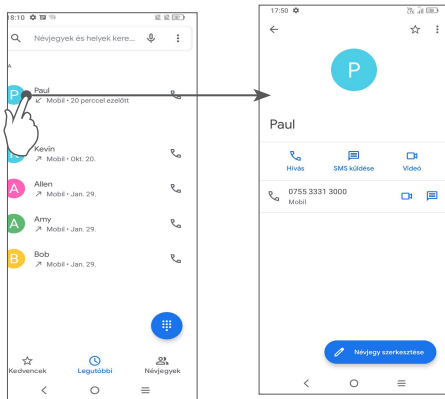 18:10
Névjegyek és helyek kere...
A
P
Paul
Mobil • 20 perccel ezelőtt
Kevin
Mobil • Okt. 20.
A
Allen
Mobil • Jan. 29.
A
Amy
Mobil • Jan. 29.
B
Bob
Mobil • Jan. 29.
Kedvencek
Legutóbbi
Névjegyek
17:50
P
Paul
Hívás
SMS küldése
Videó
0755 3331 3000
Mobil
Névjegy szerkesztése